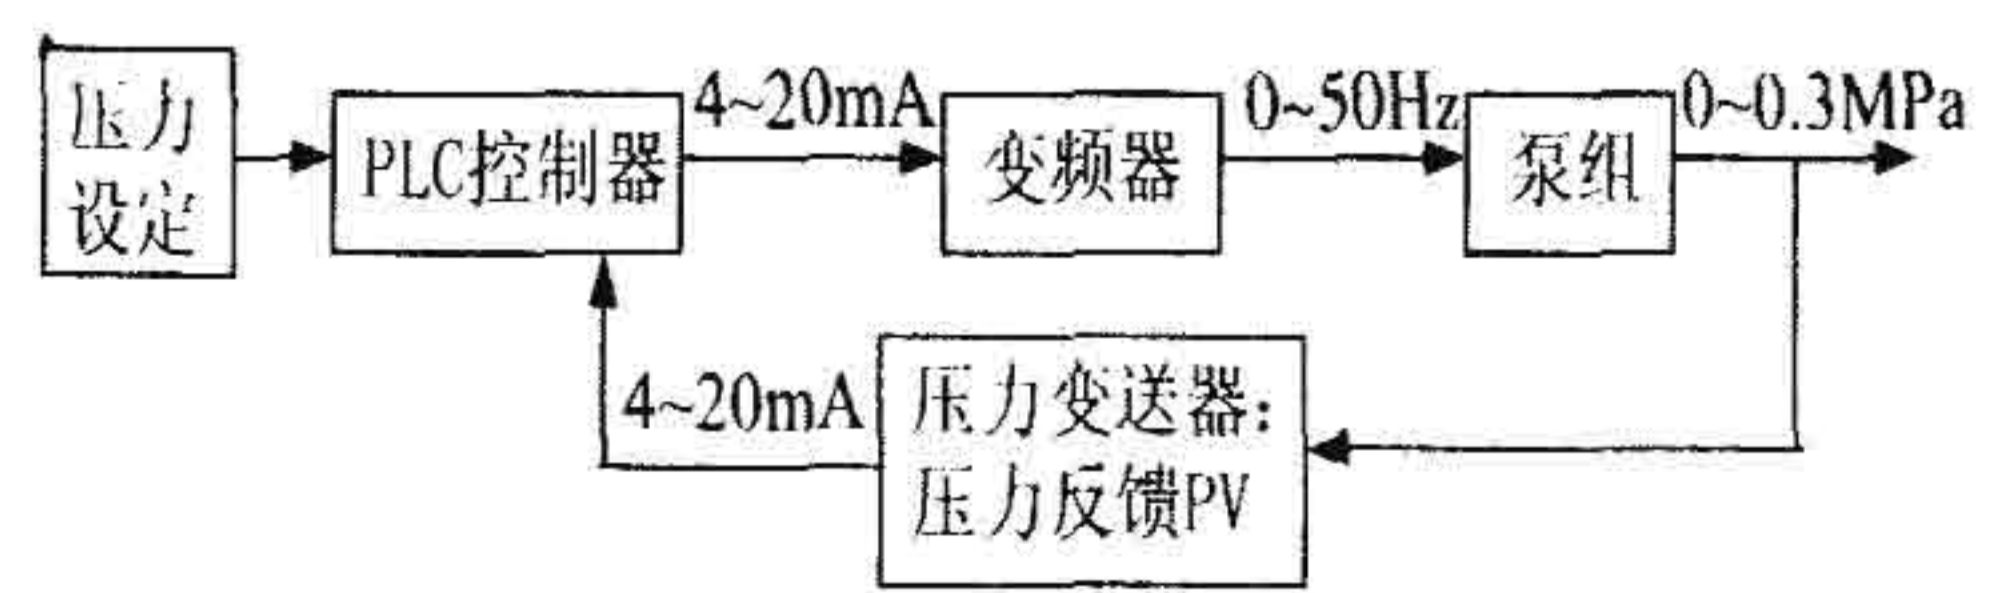 压力
设定
PLC控制器
4~20mA
变频器
0~50Hz
泵组
0~0.3MPa
4~20mA
压力变送器:
压力反馈PV